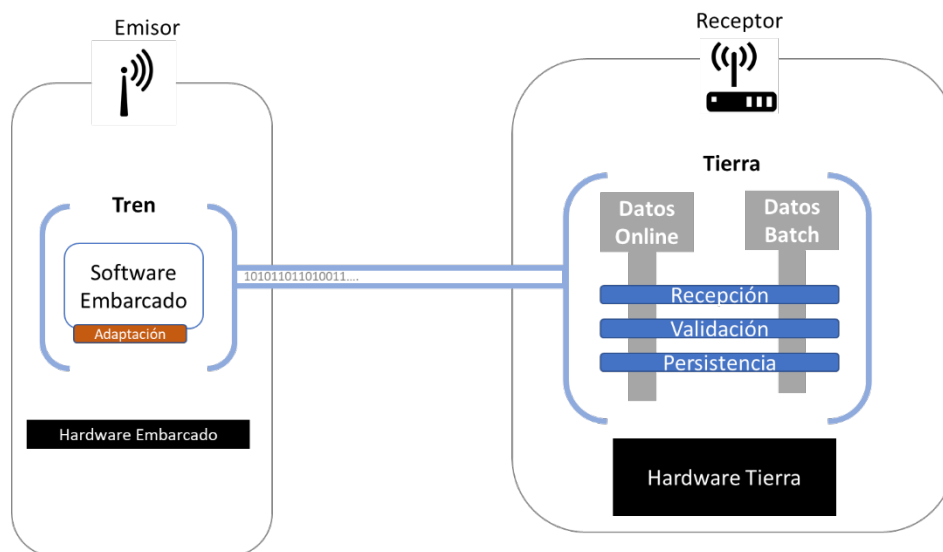 Emisor
Receptor
Tren
Software
Embarcado
Adaptación
Hardware Embarcado
101011011010011....
Tierra
Datos
Online
Datos
Batch
Recepción
Validación
Persistencia
Hardware Tierra